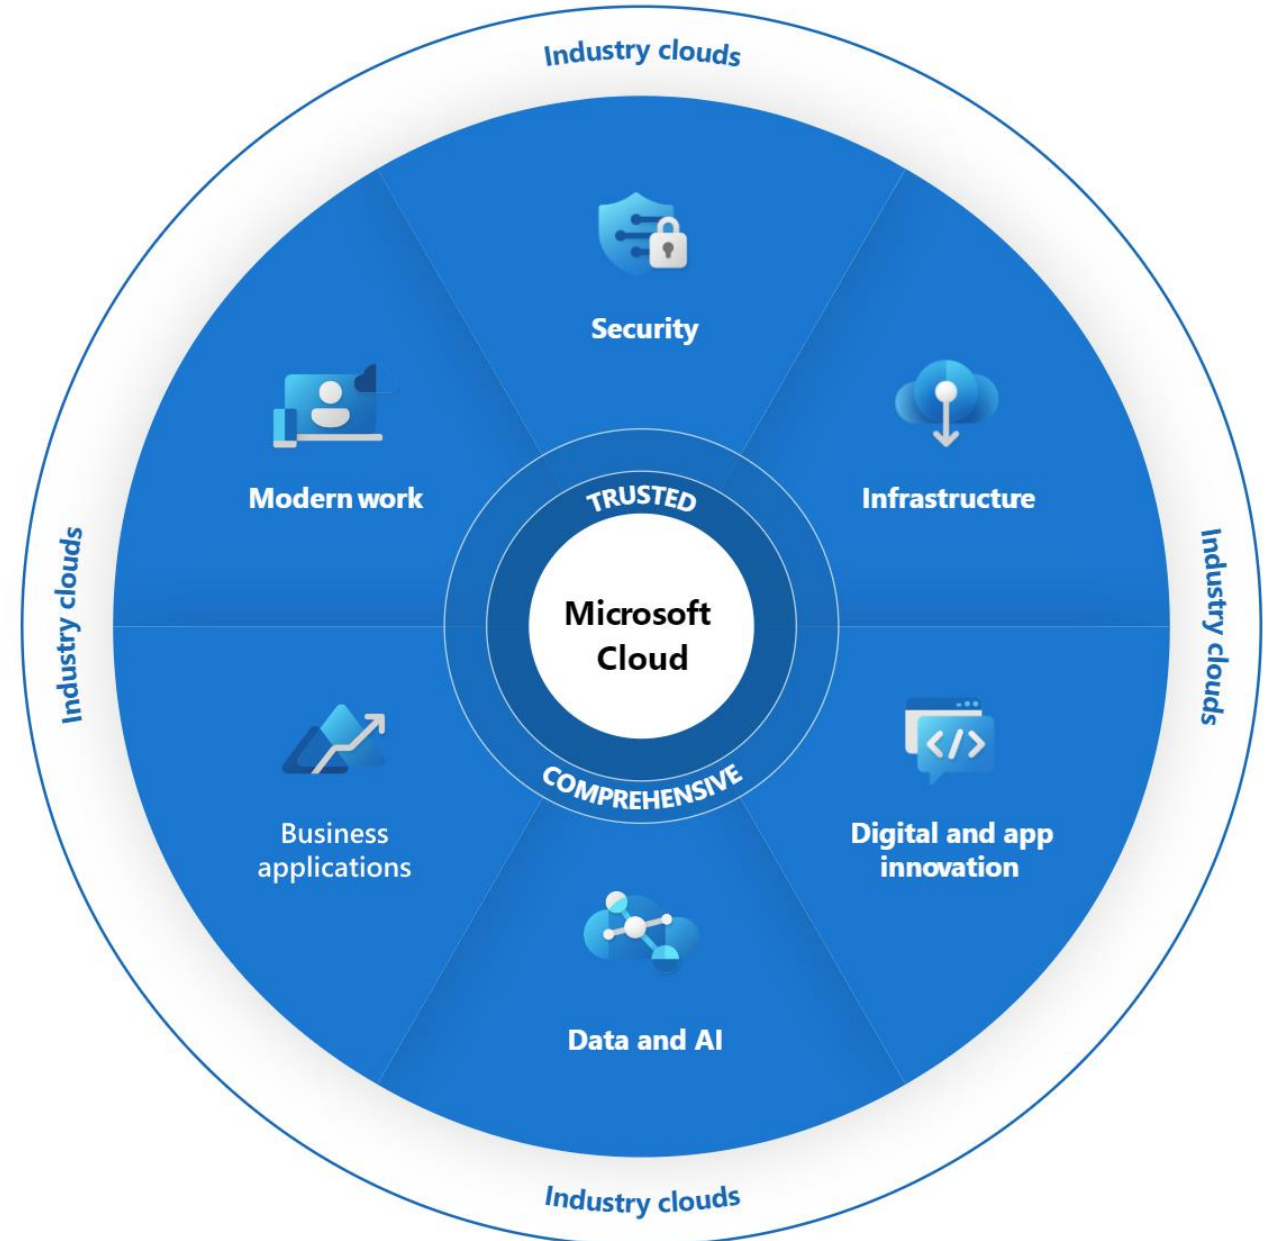 Industry clouds
Security
Modern work
Infrastructure
TRUSTED
Microsoft
Cloud
COMPREHENSIVE
Industry clouds
Industry clouds
Business
applications
Digital and app
innovation
</>
Data and AI
Industry clouds